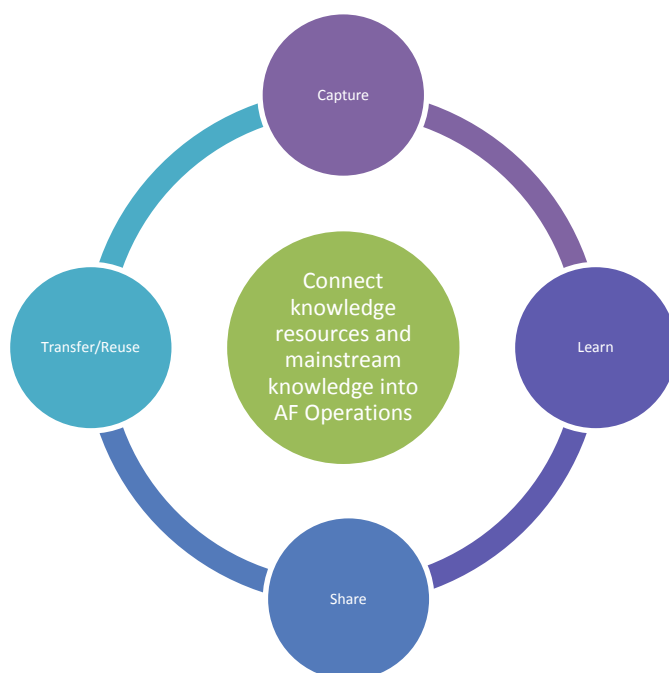 Capture
Connect
knowledge
resources and
mainstream
knowledge into
AF Operations
Transfer/Reuse
Learn
Share